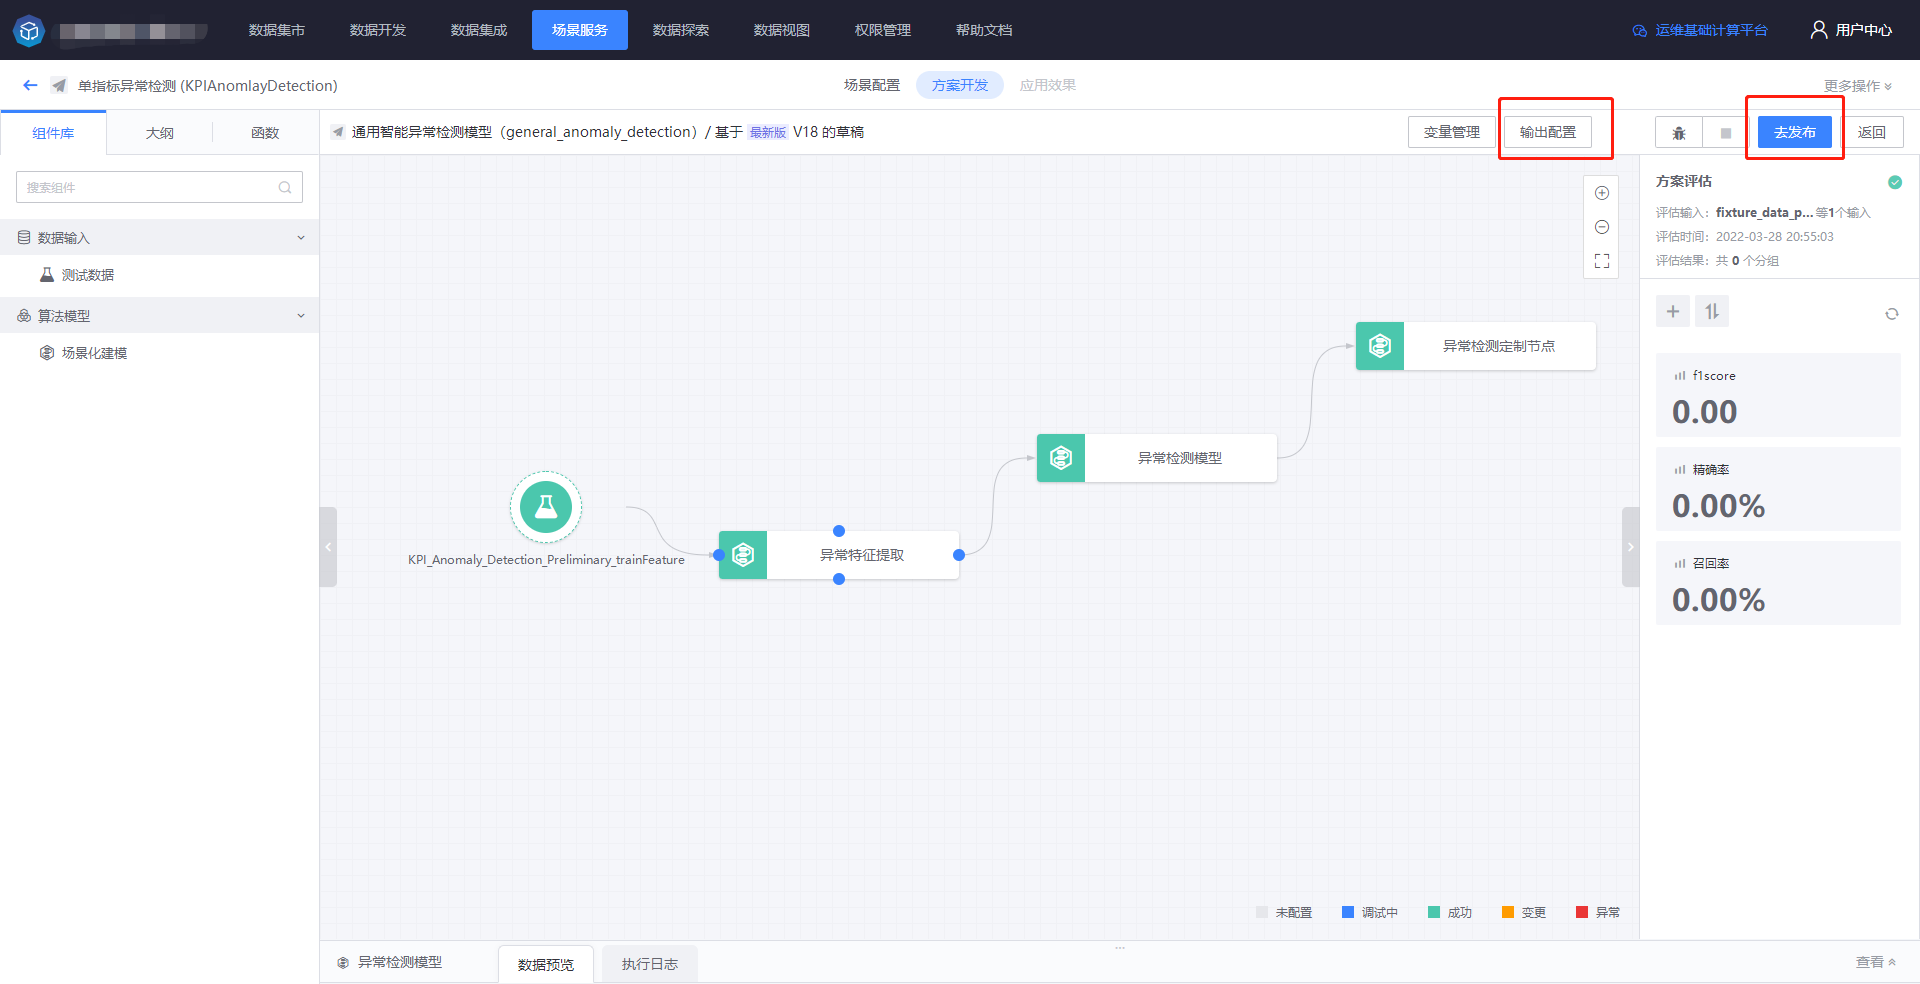 数据集市 数据开发 数据集成 场景服务 数据探索 数据视图 权限管理 帮助文档 运维基础计算平台 用户中心
单指标异常检测 (KPIAnomlayDetection) 场景配置 方案开发 应用效果 更多操作
组件库 大纲 函数
通用智能异常检测模型（general_anomaly_detection）/ 基于 最新版 V18 的草稿
变量管理 输出配置 去发布 返回
搜索组件
数据输入
测试数据
算法模型
场景化建模
KPI_Anomaly_Detection_Preliminary_trainFeature
异常特征提取
异常检测模型
异常检测定制节点
未配置 调试中 成功 变更 异常
方案评估
评估输入： fixture_data_p... 等1个输入
评估时间： 2022-03-28 20:55:03
评估结果： 共 0 个分组
f1score
0.00
精确率
0.00%
召回率
0.00%
异常检测模型 数据预览 执行日志 查看